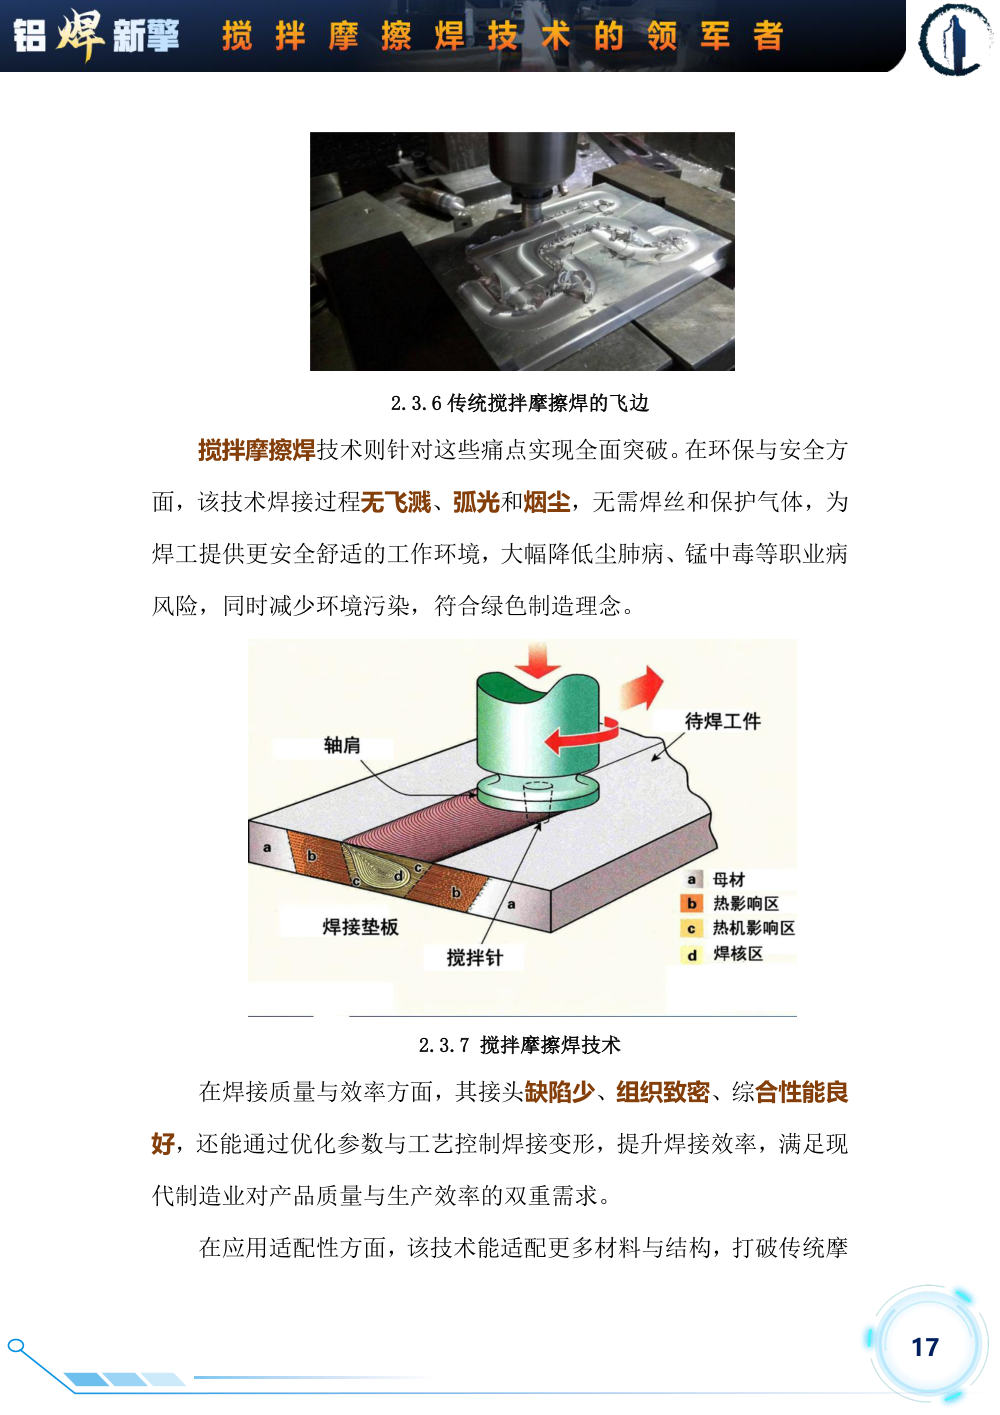 铝焊新擎 搅拌摩擦焊技术的领军者
2.3.6 传统搅拌摩擦焊的飞边
搅拌摩擦焊技术则针对这些痛点实现全面突破。在环保与安全方
面，该技术焊接过程无飞溅、弧光和烟尘，无需焊丝和保护气体，为
焊工提供更安全舒适的工作环境，大幅降低尘肺病、锰中毒等职业病
风险，同时减少环境污染，符合绿色制造理念。
待焊工件
轴肩
a
b
c
d
c
b
a
焊接垫板
搅拌针
a 母材
b 热影响区
c 热机影响区
d 焊核区
2.3.7 搅拌摩擦焊技术
在焊接质量与效率方面，其接头缺陷少、组织致密、综合性能良
好，还能通过优化参数与工艺控制焊接变形，提升焊接效率，满足现
代制造业对产品质量与生产效率的双重需求。
在应用适配性方面，该技术能适配更多材料与结构，打破传统摩
17